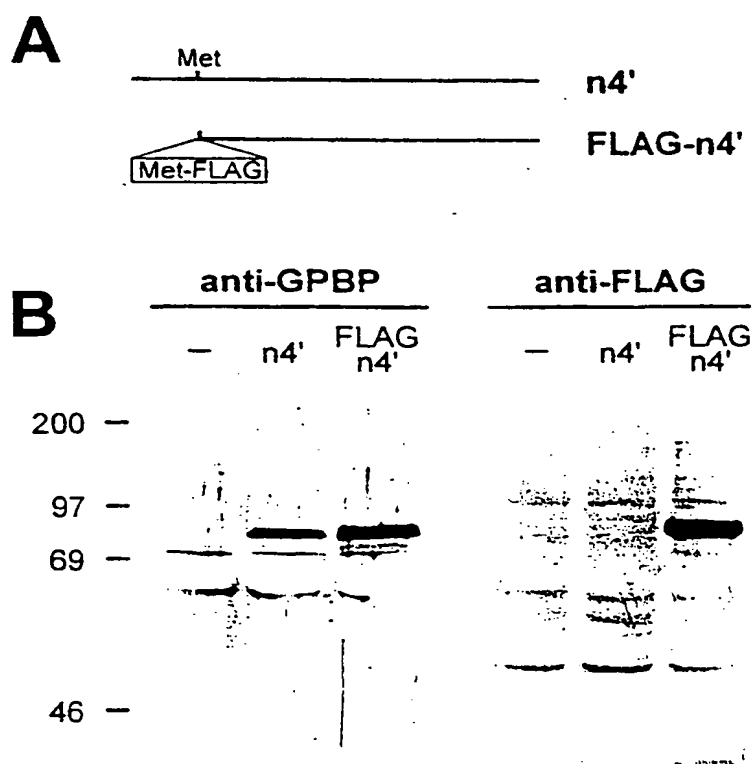 A
Met
n4'
FLAG-n4'
Met-FLAG
B
anti-GPBP
anti-FLAG
– n4' FLAG n4'
– n4' FLAG n4'
200
97
69
46